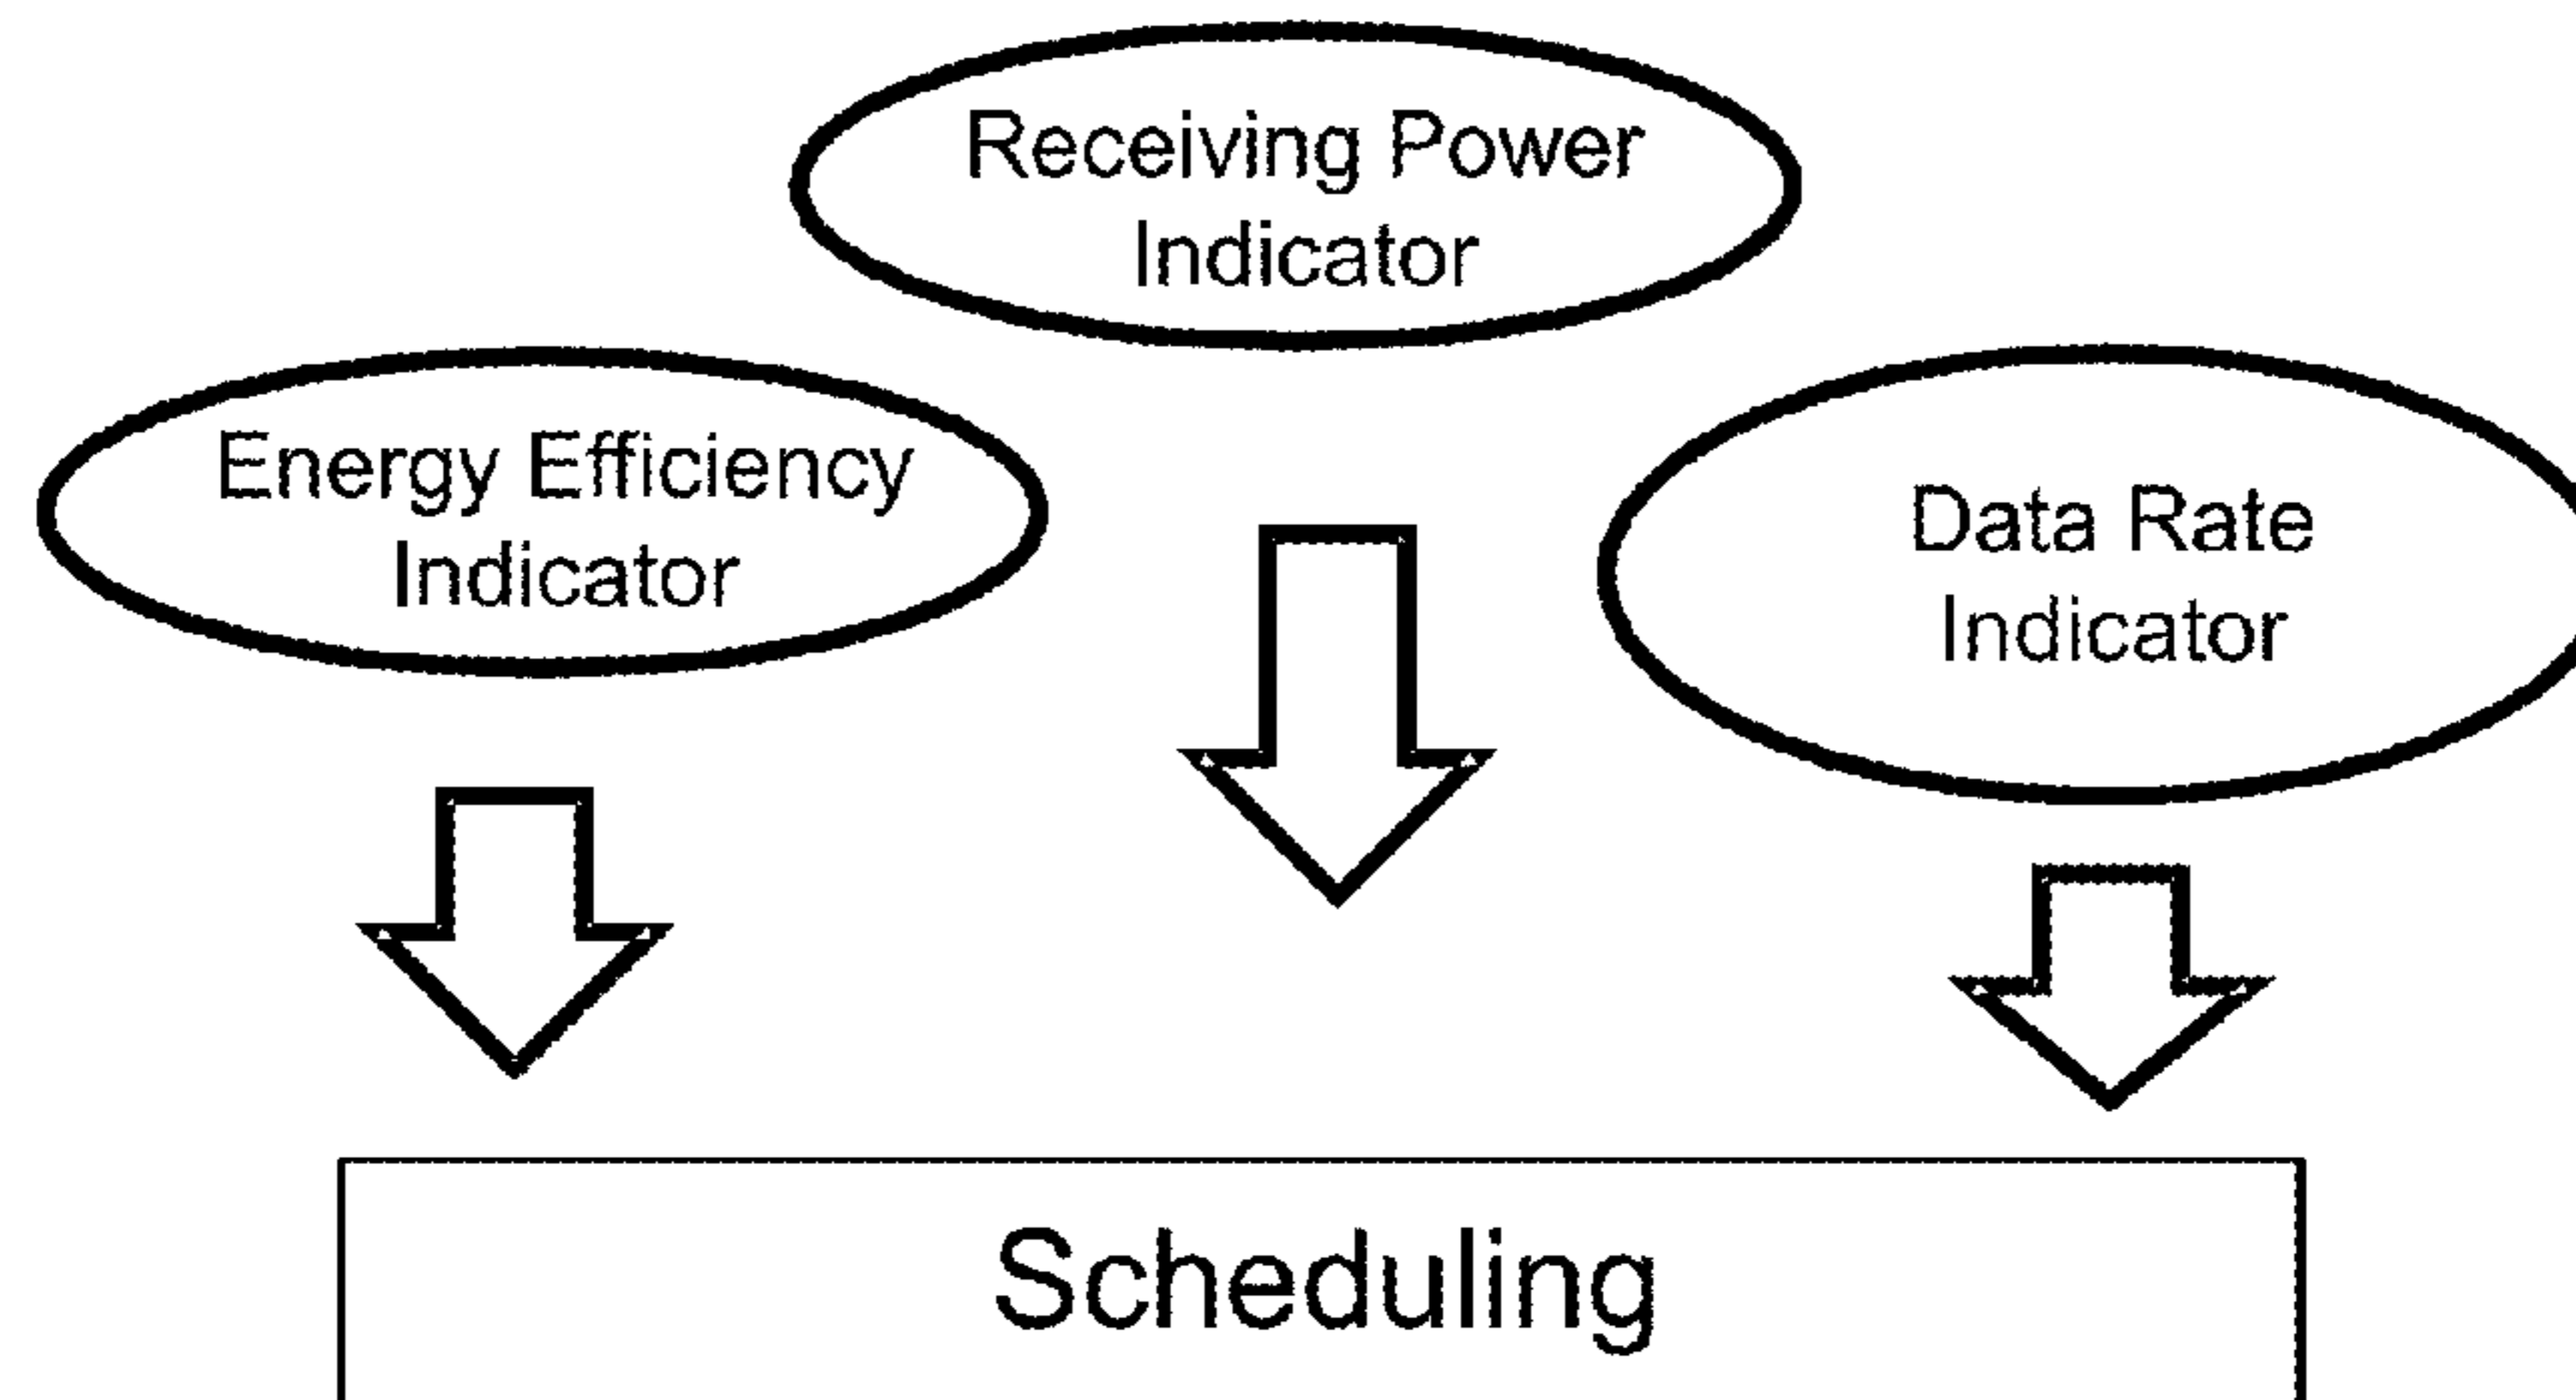 Receiving Power
Indicator
Energy Efficiency
Indicator
Data Rate
Indicator
Scheduling